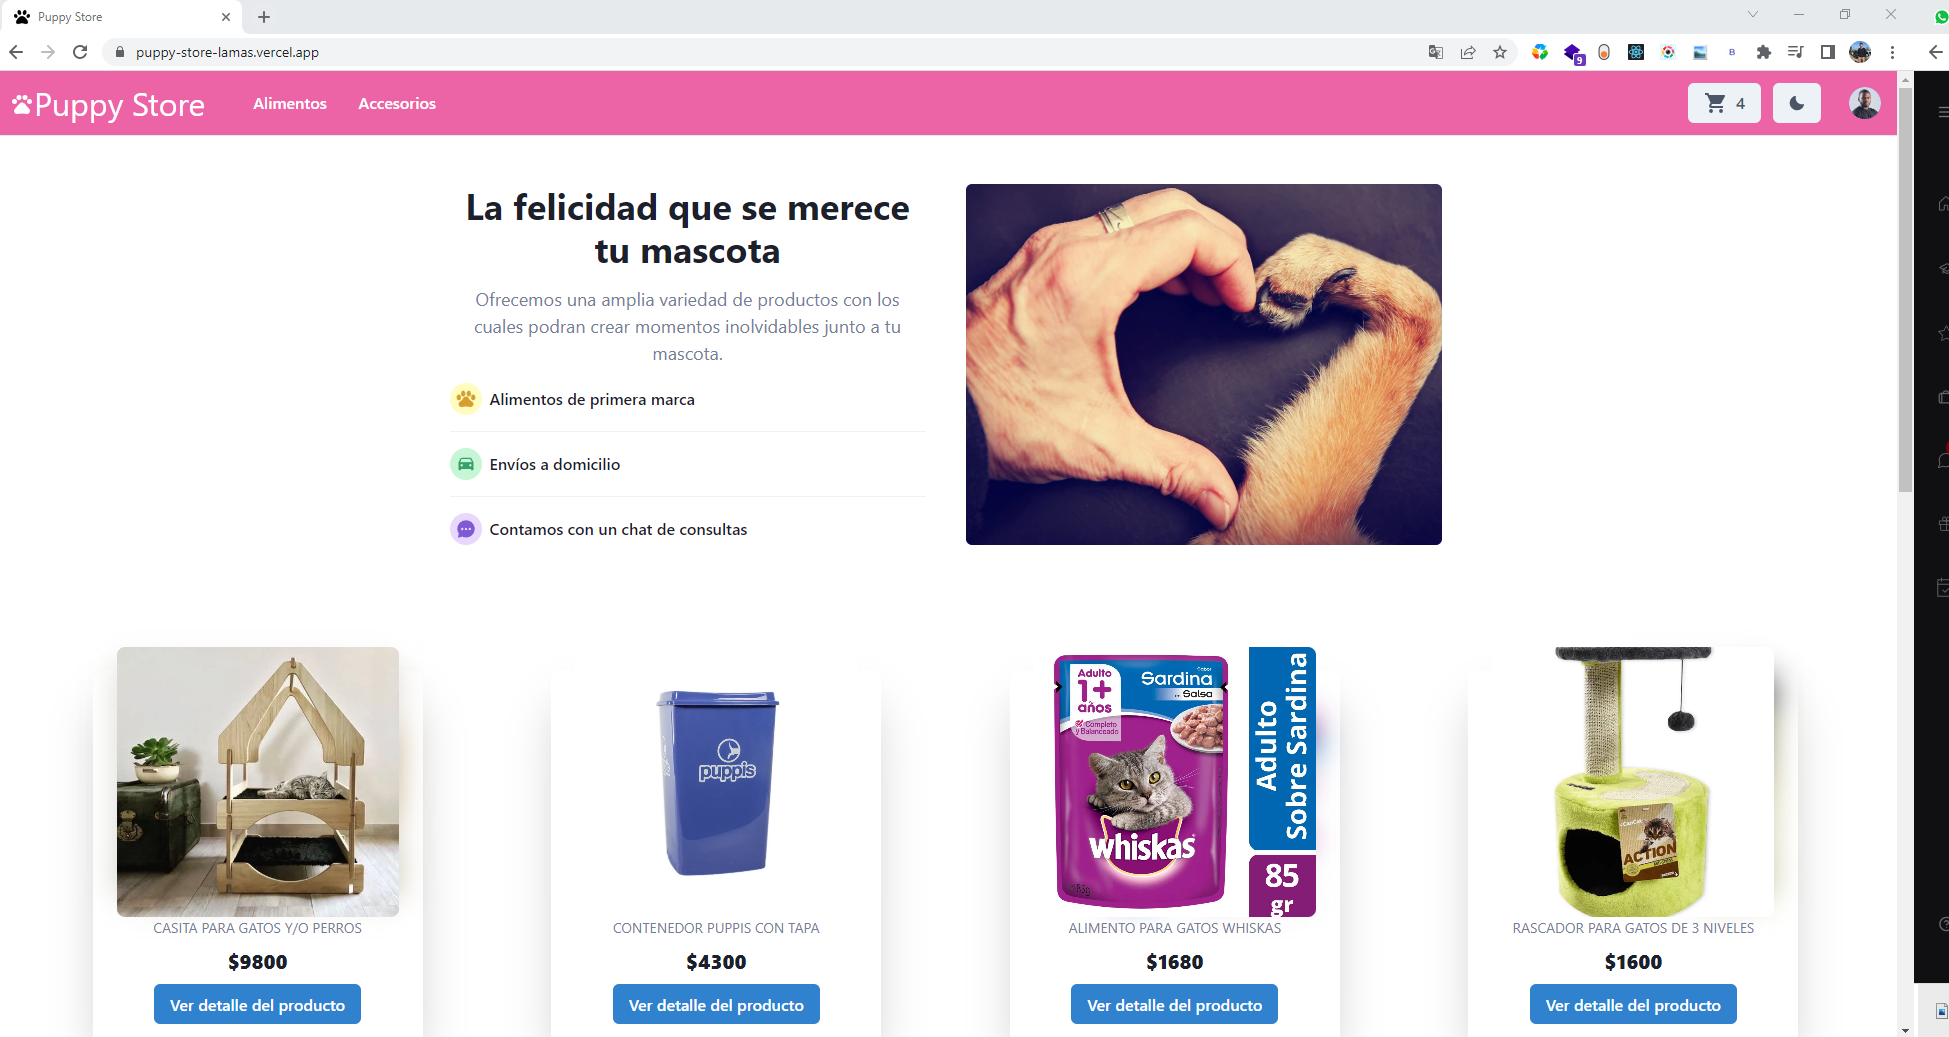 Puppy Store
puppy-store-lamas.vercel.app
9
B
Puppy Store
Alimentos
Accesorios
4
La felicidad que se merece
tu mascota
Ofrecemos una amplia variedad de productos con los
cuales podran crear momentos inolvidables junto a tu
mascota.
Alimentos de primera marca
Envíos a domicilio
Contamos con un chat de consultas
puppis
Adulto
1+
años
Completo
y Balanceado
Sabor
Sardina
en Salsa
whiskas
Adulto
Sobre Sardina
85
gr
ACTION
CASITA PARA GATOS Y/O PERROS
$9800
Ver detalle del producto
CONTENEDOR PUPPIS CON TAPA
$4300
Ver detalle del producto
ALIMENTO PARA GATOS WHISKAS
$1680
Ver detalle del producto
RASCADOR PARA GATOS DE 3 NIVELES
$1600
Ver detalle del producto